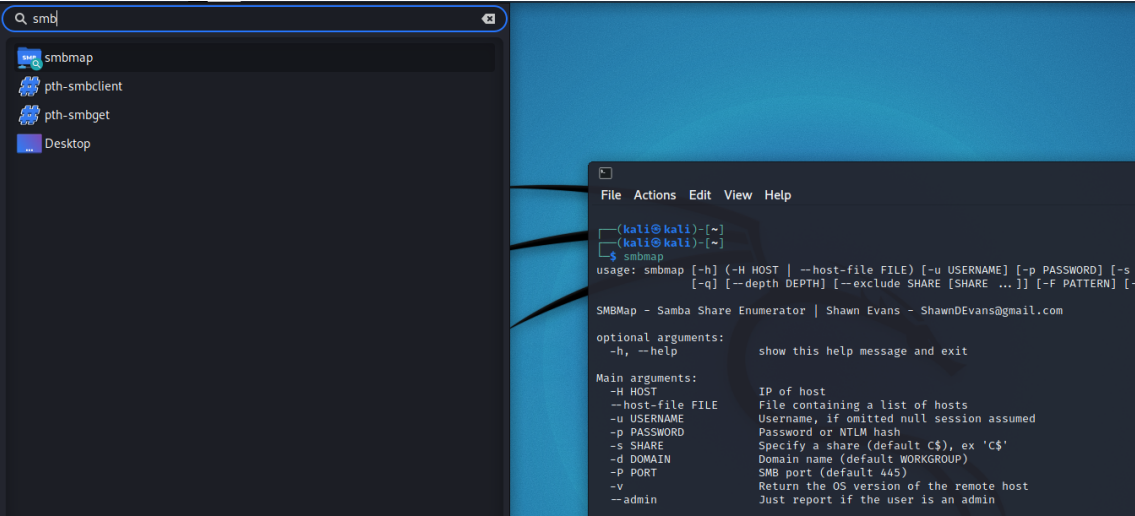 smb
smbmap
pth-smbclient
pth-smbget
Desktop
File Actions Edit View Help
┌──(kali㉿kali)-[~]
┌──(kali㉿kali)-[~]
└─$ smbmap
usage: smbmap [-h] (-H HOST | --host-file FILE) [-u USERNAME] [-p PASSWORD] [-s
[-q] [--depth DEPTH] [--exclude SHARE [SHARE ...]] [-F PATTERN] [-
SMBMap - Samba Share Enumerator | Shawn Evans - ShawnDEvans@gmail.com
optional arguments:
-h, --help show this help message and exit
Main arguments:
-H HOST IP of host
--host-file FILE File containing a list of hosts
-u USERNAME Username, if omitted null session assumed
-p PASSWORD Password or NTLM hash
-s SHARE Specify a share (default C$), ex 'C$'
-d DOMAIN Domain name (default WORKGROUP)
-P PORT SMB port (default 445)
-v Return the OS version of the remote host
--admin Just report if the user is an admin